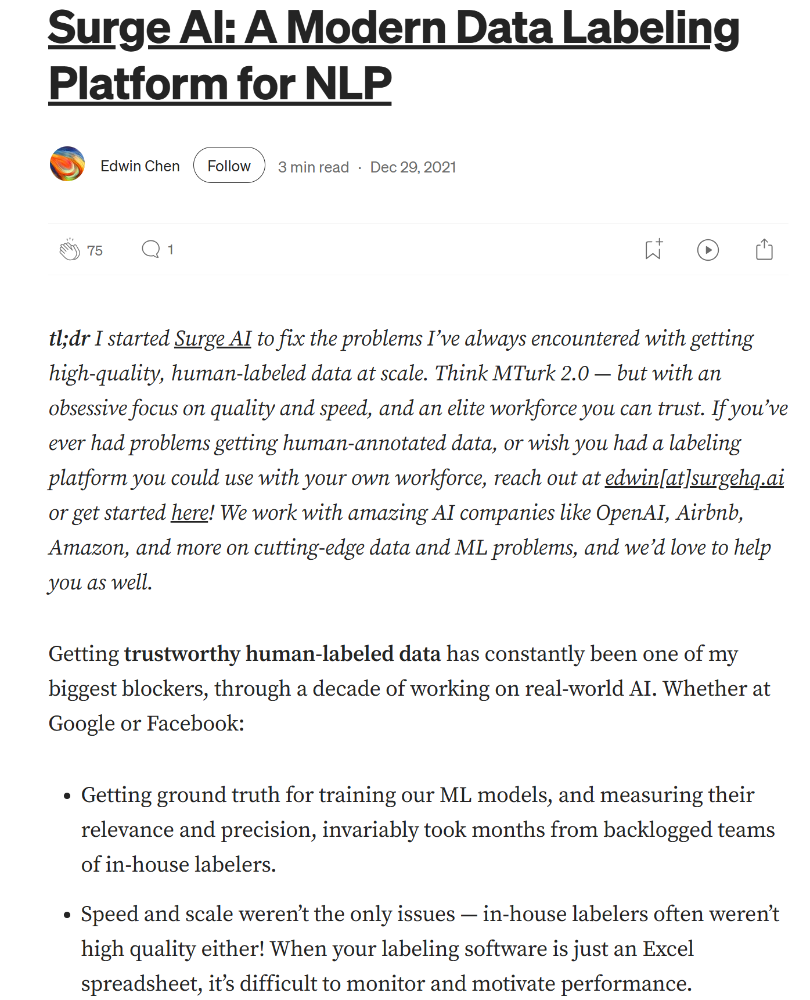 Surge AI: A Modern Data Labeling
Platform for NLP
Edwin Chen Follow 3 min read · Dec 29, 2021
75 1
tl;dr I started Surge AI to fix the problems I’ve always encountered with getting
high-quality, human-labeled data at scale. Think MTurk 2.0 — but with an
obsessive focus on quality and speed, and an elite workforce you can trust. If you’ve
ever had problems getting human-annotated data, or wish you had a labeling
platform you could use with your own workforce, reach out at edwin[at]surgehq.ai
or get started here! We work with amazing AI companies like OpenAI, Airbnb,
Amazon, and more on cutting-edge data and ML problems, and we’d love to help
you as well.
Getting trustworthy human-labeled data has constantly been one of my
biggest blockers, through a decade of working on real-world AI. Whether at
Google or Facebook:
• Getting ground truth for training our ML models, and measuring their
relevance and precision, invariably took months from backlogged teams
of in-house labelers.
• Speed and scale weren’t the only issues — in-house labelers often weren’t
high quality either! When your labeling software is just an Excel
spreadsheet, it’s difficult to monitor and motivate performance.